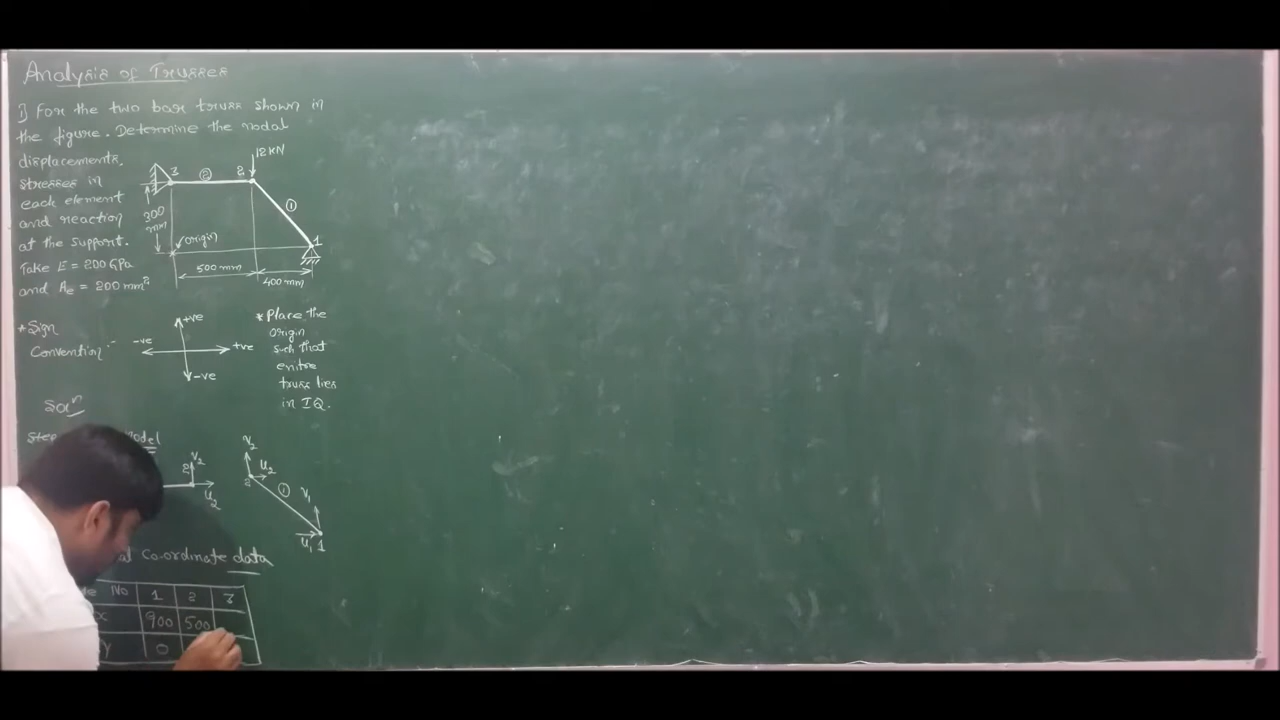 Analysis of Trusses
1) For the two bar truss shown in
the figure. Determine the nodal
displacements,
stresses in
each element
and reaction
at the support.
Take E = 200 GPa
and Ae = 200 mm²
12 KN
3 ② 2
①
300 mm
origin
1
500 mm
400 mm
* Sign
Convention :-
+ve
-ve +ve
-ve
* Place the
origin
such that
entire
truss lies
in I Q.
Solⁿ
Step Model
2 v₂
u₂
v₂
u₂
2
①
v₁
u₁ 1
Co-ordinate data
No 1 2 3
x 900 500
y 0